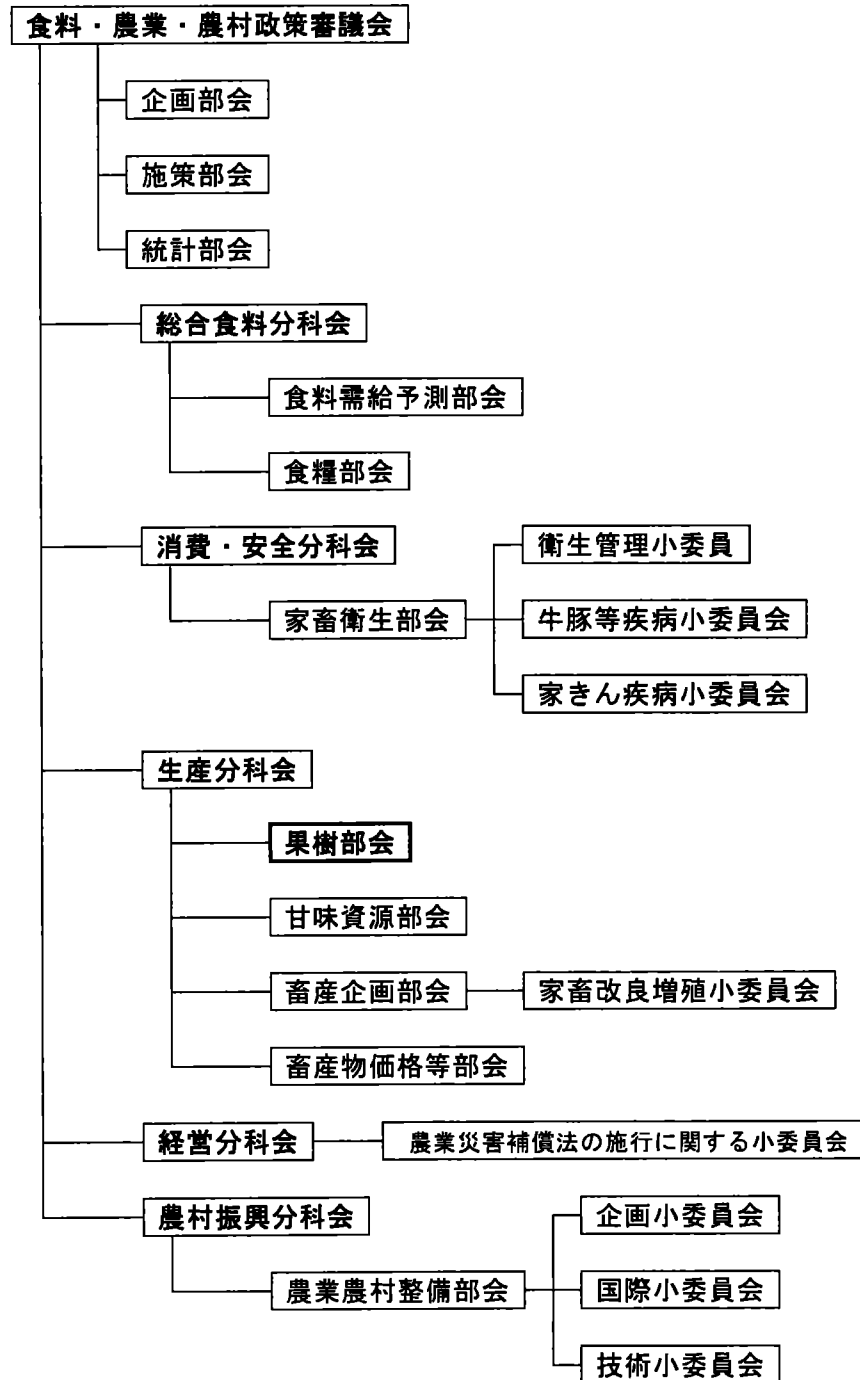 食料・農業・農村政策審議会
企画部会
施策部会
統計部会
総合食料分科会
食料需給予測部会
食糧部会
消費・安全分科会
家畜衛生部会
衛生管理小委員
牛豚等疾病小委員会
家きん疾病小委員会
生産分科会
果樹部会
甘味資源部会
畜産企画部会
家畜改良増殖小委員会
畜産物価格等部会
経営分科会
農業災害補償法の施行に関する小委員会
農村振興分科会
農業農村整備部会
企画小委員会
国際小委員会
技術小委員会